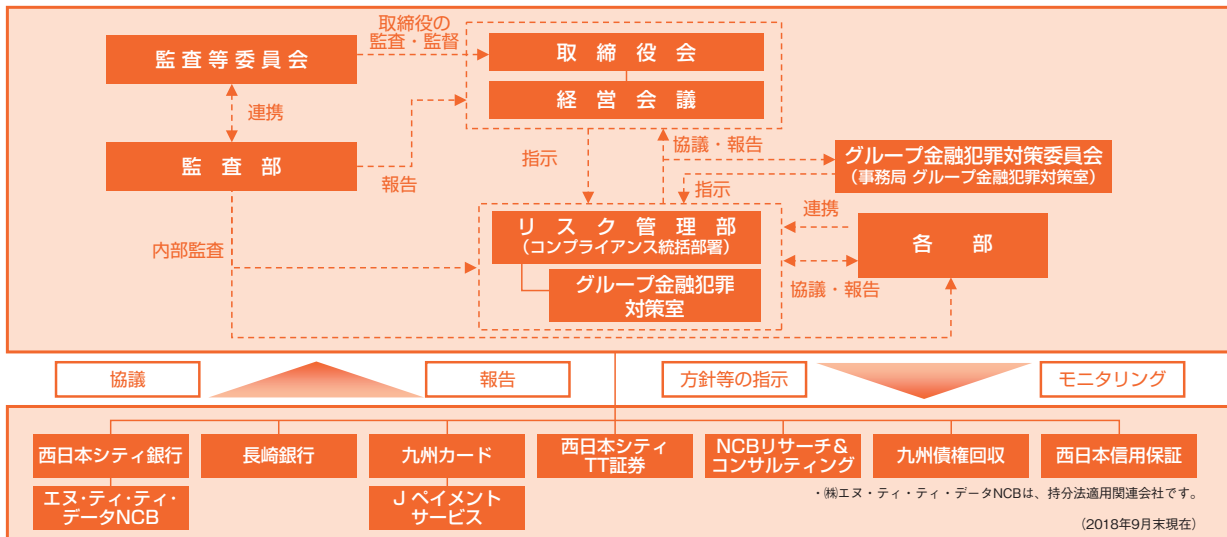 取締役の
監査・監督
監査等委員会
取締役会
経営会議
連携
監査部
報告
指示
協議・報告
グループ金融犯罪対策委員会
（事務局 グループ金融犯罪対策室）
指示
連携
リスク管理部
（コンプライアンス統括部署）
各部
内部監査
グループ金融犯罪
対策室
協議・報告
協議
報告
方針等の指示
モニタリング
西日本シティ銀行
長崎銀行
九州カード
西日本シティ
TT証券
NCBリサーチ&
コンサルティング
九州債権回収
西日本信用保証
エヌ・ティ・ティ・
データNCB
J ペイメント
サービス
・㈱エヌ・ティ・ティ・データNCBは、持分法適用関連会社です。
（2018年9月末現在）